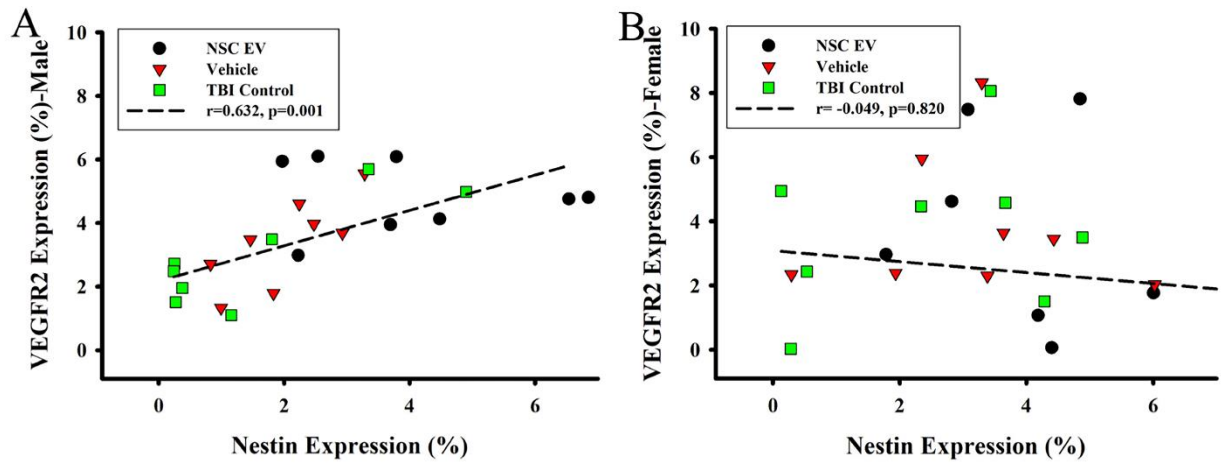 A
VEGFR2 Expression (%)-Male
10
8
6
4
2
0
NSC EV
Vehicle
TBI Control
r=0.632, p=0.001
0 2 4 6
Nestin Expression (%)
B
VEGFR2 Expression (%)-Female
10
8
6
4
2
0
NSC EV
Vehicle
TBI Control
r= -0.049, p=0.820
0 2 4 6
Nestin Expression (%)